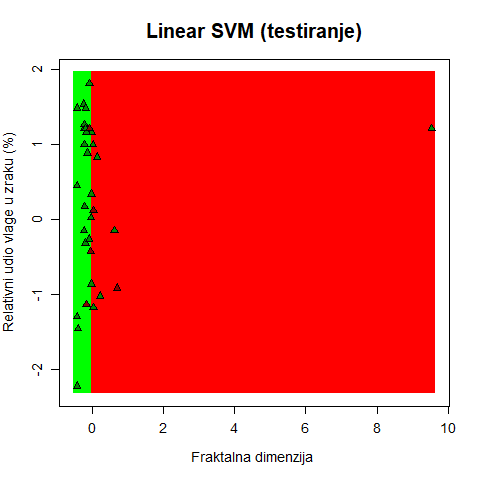 Linear SVM (testiranje)
Relativni udio vlage u zraku (%)
2
1
0
-1
-2
0 2 4 6 8 10
Fraktalna dimenzija